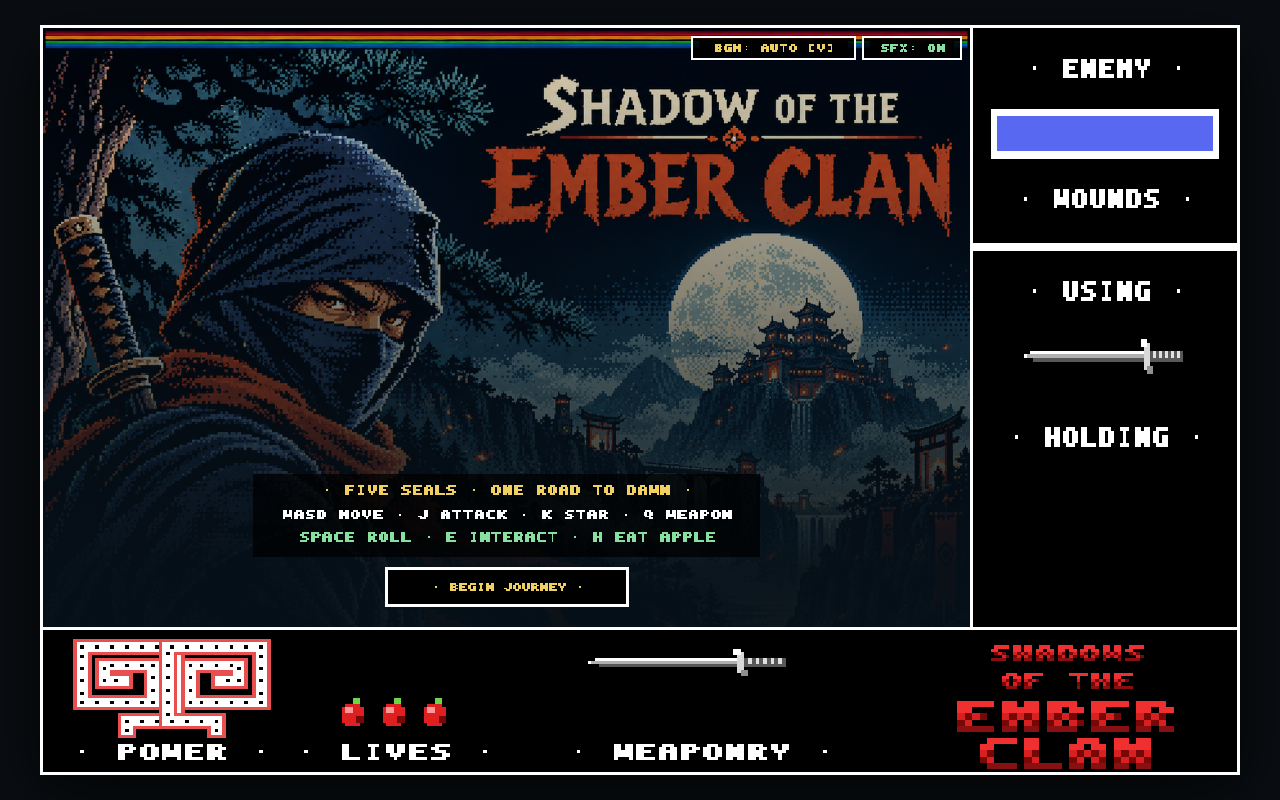 BGM: AUTO [V]
SFX: ON
SHADOW OF THE
EMBER CLAN
· FIVE SEALS · ONE ROAD TO DAWN ·
WASD MOVE · J ATTACK · K STAR · Q WEAPON
SPACE ROLL · E INTERACT · H EAT APPLE
· BEGIN JOURNEY ·
· ENEMY ·
· WOUNDS ·
· USING ·
· HOLDING ·
· POWER ·
· LIVES ·
· WEAPONRY ·
SHADOWS
OF THE
EMBER
CLAN